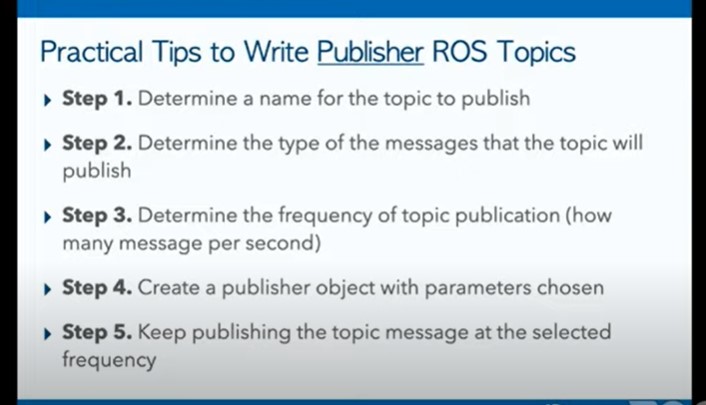 Practical Tips to Write Publisher ROS Topics
Step 1. Determine a name for the topic to publish
Step 2. Determine the type of the messages that the topic will
publish
Step 3. Determine the frequency of topic publication (how
many message per second)
Step 4. Create a publisher object with parameters chosen
Step 5. Keep publishing the topic message at the selected
frequency